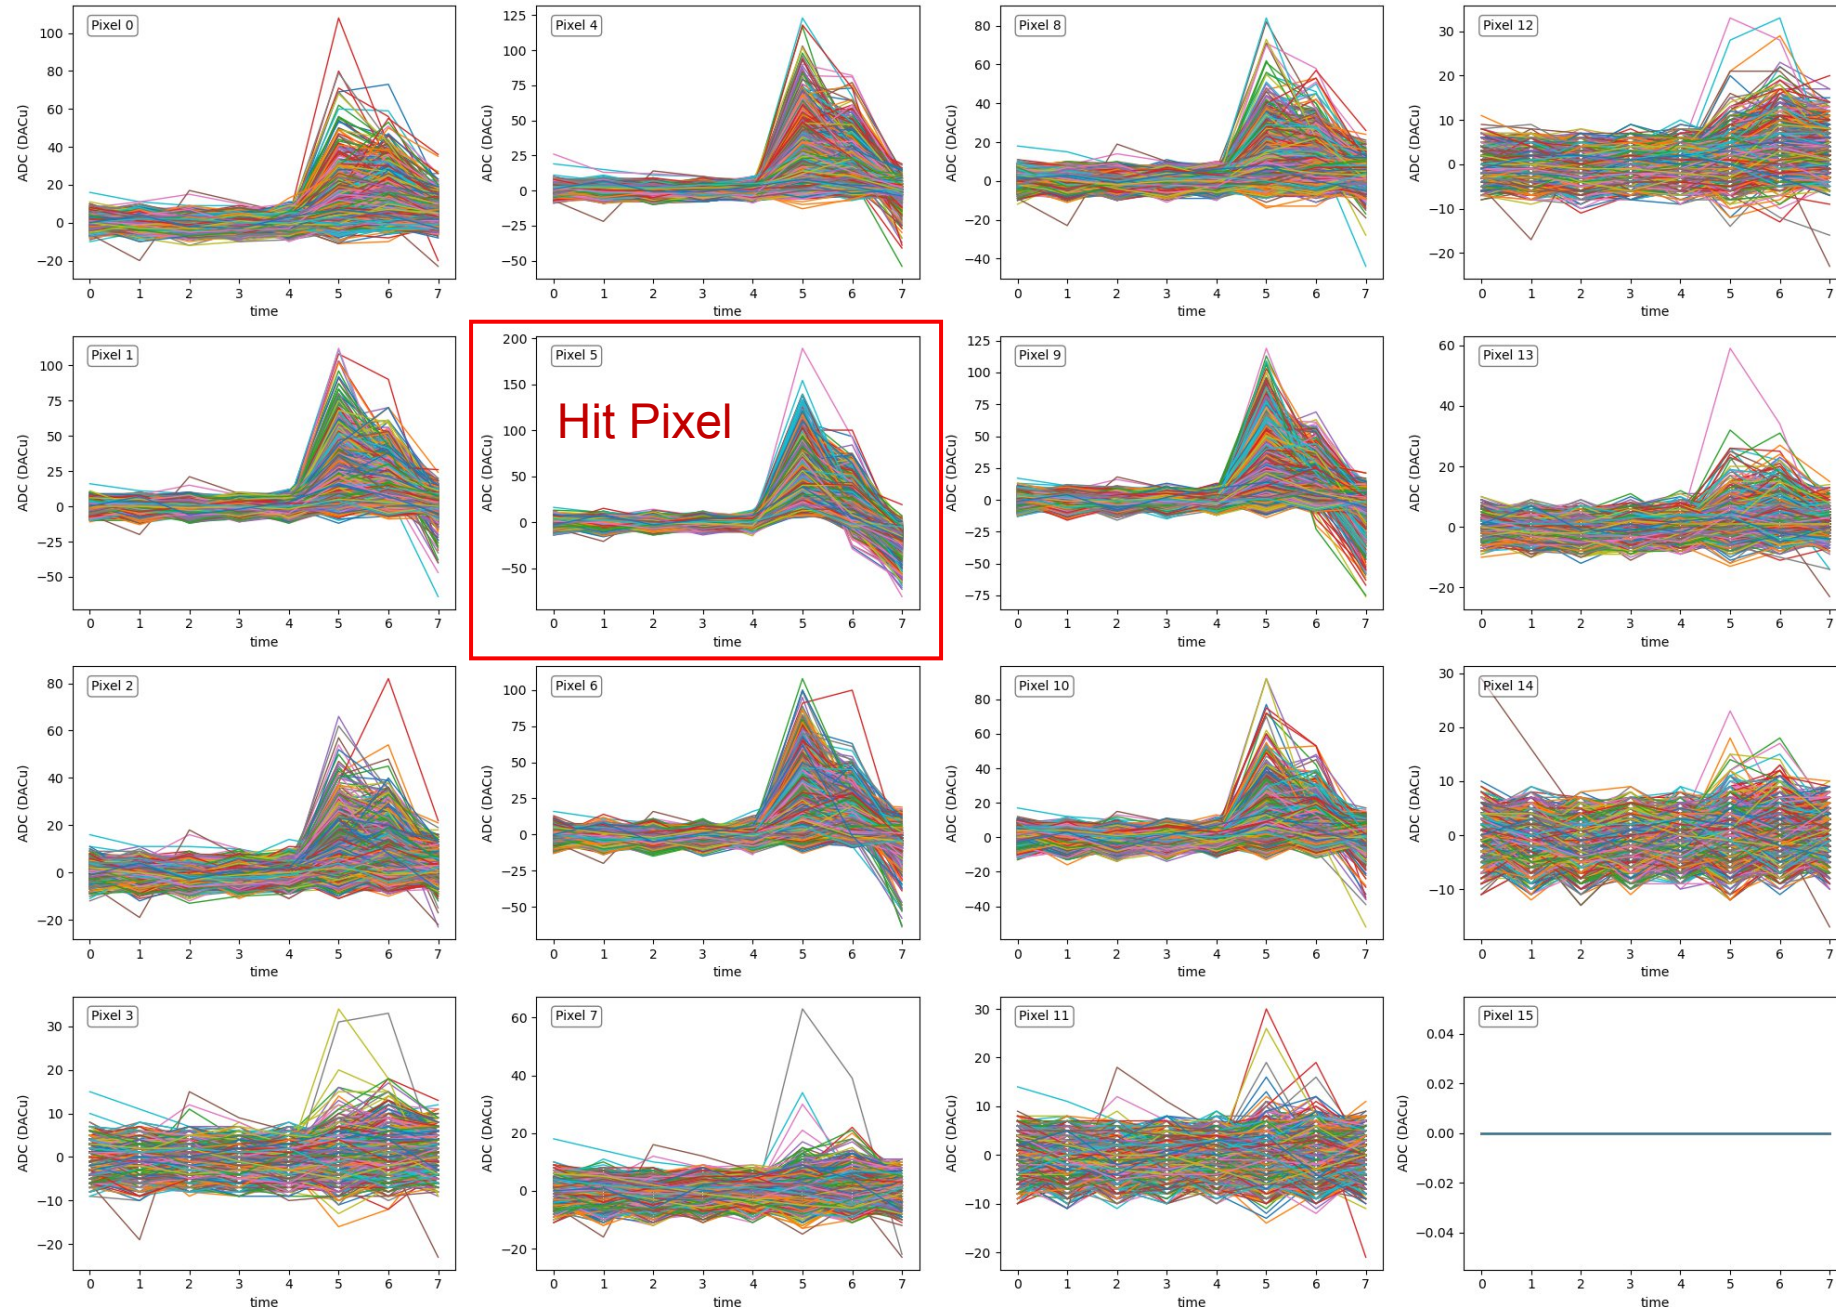 Pixel 0
ADC (DACu)
100
80
60
40
20
0
−20
0 1 2 3 4 5 6 7
time
Pixel 4
ADC (DACu)
125
100
75
50
25
0
−25
−50
0 1 2 3 4 5 6 7
time
Pixel 8
ADC (DACu)
80
60
40
20
0
−20
−40
0 1 2 3 4 5 6 7
time
Pixel 12
ADC (DACu)
30
20
10
0
−10
−20
0 1 2 3 4 5 6 7
time
Pixel 1
ADC (DACu)
100
75
50
25
0
−25
−50
0 1 2 3 4 5 6 7
time
Pixel 5
Hit Pixel
ADC (DACu)
200
150
100
50
0
−50
0 1 2 3 4 5 6 7
time
Pixel 9
ADC (DACu)
125
100
75
50
25
0
−25
−50
−75
0 1 2 3 4 5 6 7
time
Pixel 13
ADC (DACu)
60
40
20
0
−20
0 1 2 3 4 5 6 7
time
Pixel 2
ADC (DACu)
80
60
40
20
0
−20
0 1 2 3 4 5 6 7
time
Pixel 6
ADC (DACu)
100
75
50
25
0
−25
−50
0 1 2 3 4 5 6 7
time
Pixel 10
ADC (DACu)
80
60
40
20
0
−20
−40
0 1 2 3 4 5 6 7
time
Pixel 14
ADC (DACu)
30
20
10
0
−10
0 1 2 3 4 5 6 7
time
Pixel 3
ADC (DACu)
30
20
10
0
−10
−20
0 1 2 3 4 5 6 7
time
Pixel 7
ADC (DACu)
60
40
20
0
−20
0 1 2 3 4 5 6 7
time
Pixel 11
ADC (DACu)
30
20
10
0
−10
−20
0 1 2 3 4 5 6 7
time
Pixel 15
ADC (DACu)
0.04
0.02
0.00
−0.02
−0.04
0 1 2 3 4 5 6 7
time